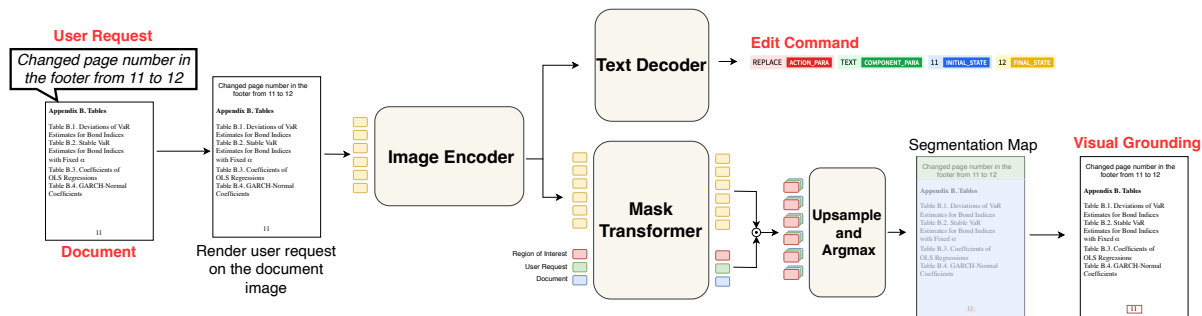 User Request
Changed page number in
the footer from 11 to 12
Appendix B. Tables
Table B.1. Deviations of VaR
Estimates for Bond Indices
Table B.2. Stable VaR
Estimates for Bond Indices
with Fixed α
Table B.3. Coefficients of
OLS Regressions
Table B.4. GARCH-Normal
Coefficients
11
Document
Changed page number in the
footer from 11 to 12
Appendix B. Tables
Table B.1. Deviations of VaR
Estimates for Bond Indices
Table B.2. Stable VaR
Estimates for Bond Indices
with Fixed α
Table B.3. Coefficients of
OLS Regressions
Table B.4. GARCH-Normal
Coefficients
11
Render user request
on the document
image
Image Encoder
Text Decoder
Edit Command
REPLACE ACTION_PARA TEXT COMPONENT_PARA 11 INITIAL_STATE 12 FINAL_STATE
Mask
Transformer
Region of Interest
User Request
Document
Upsample
and
Argmax
Segmentation Map
Changed page number in the
footer from 11 to 12
Appendix B. Tables
Table B.1. Deviations of VaR
Estimates for Bond Indices
Table B.2. Stable VaR
Estimates for Bond Indices
with Fixed α
Table B.3. Coefficients of
OLS Regressions
Table B.4. GARCH-Normal
Coefficients
11
Visual Grounding
Changed page number in the
footer from 11 to 12
Appendix B. Tables
Table B.1. Deviations of VaR
Estimates for Bond Indices
Table B.2. Stable VaR
Estimates for Bond Indices
with Fixed α
Table B.3. Coefficients of
OLS Regressions
Table B.4. GARCH-Normal
Coefficients
11